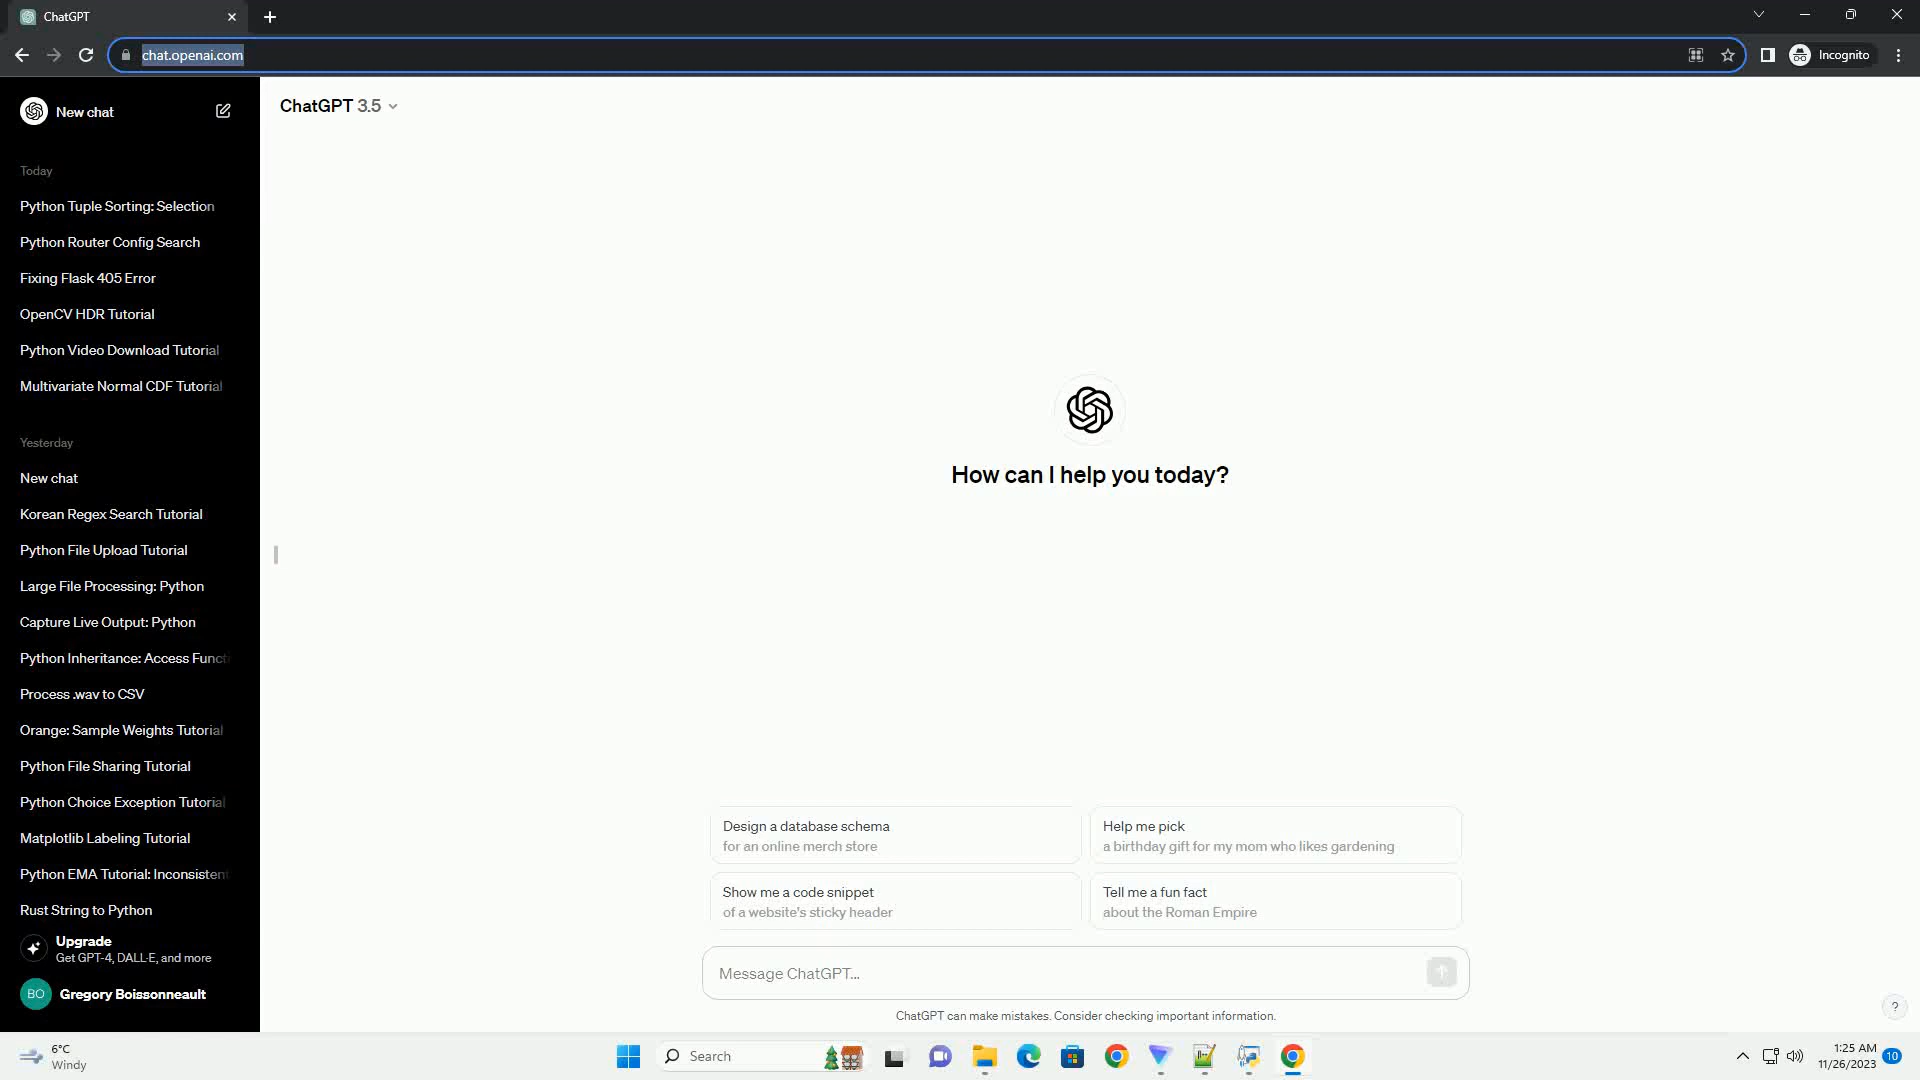 ChatGPT
chat.openai.com
Incognito
New chat
ChatGPT 3.5
Today
Python Tuple Sorting: Selection
Python Router Config Search
Fixing Flask 405 Error
OpenCV HDR Tutorial
Python Video Download Tutorial
Multivariate Normal CDF Tutorial
Yesterday
New chat
Korean Regex Search Tutorial
Python File Upload Tutorial
Large File Processing: Python
Capture Live Output: Python
Python Inheritance: Access Funct
Process .wav to CSV
Orange: Sample Weights Tutorial
Python File Sharing Tutorial
Python Choice Exception Tutorial
Matplotlib Labeling Tutorial
Python EMA Tutorial: Inconsistent
Rust String to Python
Upgrade
Get GPT-4, DALL·E, and more
BO
Gregory Boissonneault
How can I help you today?
Design a database schema
for an online merch store
Help me pick
a birthday gift for my mom who likes gardening
Show me a code snippet
of a website's sticky header
Tell me a fun fact
about the Roman Empire
Message ChatGPT...
ChatGPT can make mistakes. Consider checking important information.
?
6°C
Windy
Search
1:25 AM
11/26/2023
10